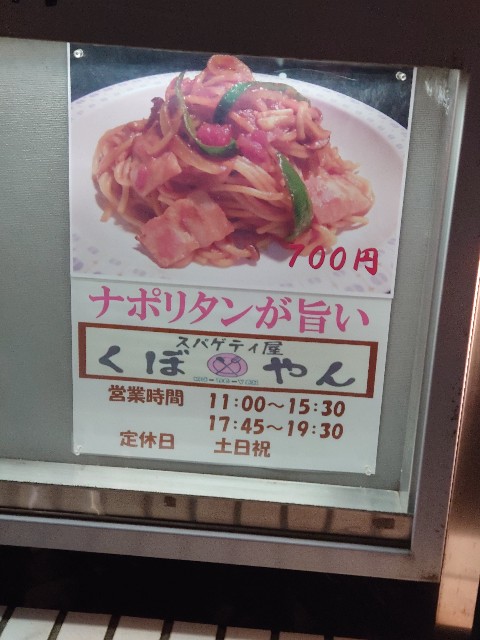 700円
ナポリタンが旨い
スパゲティ屋
くぼやん
営業時間 11:00～15:30
17:45～19:30
定休日 土日祝